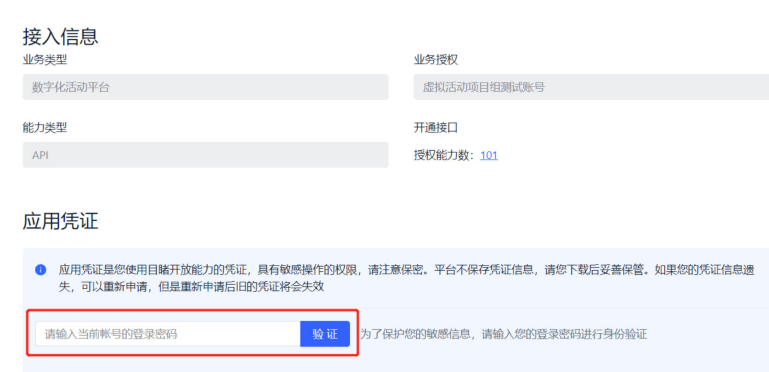 接入信息
业务类型
业务授权
数字化活动平台
虚拟活动项目组测试账号
能力类型
开通接口
API
授权能力数：101
应用凭证
应用凭证是您使用目睹开放能力的凭证，具有敏感操作的权限，请注意保密。平台不保存凭证信息，请您下载后妥善保管。如果您的凭证信息遗
失，可以重新申请，但是重新申请后旧的凭证将会失效
请输入当前帐号的登录密码
验证
为了保护您的敏感信息，请输入您的登录密码进行身份验证